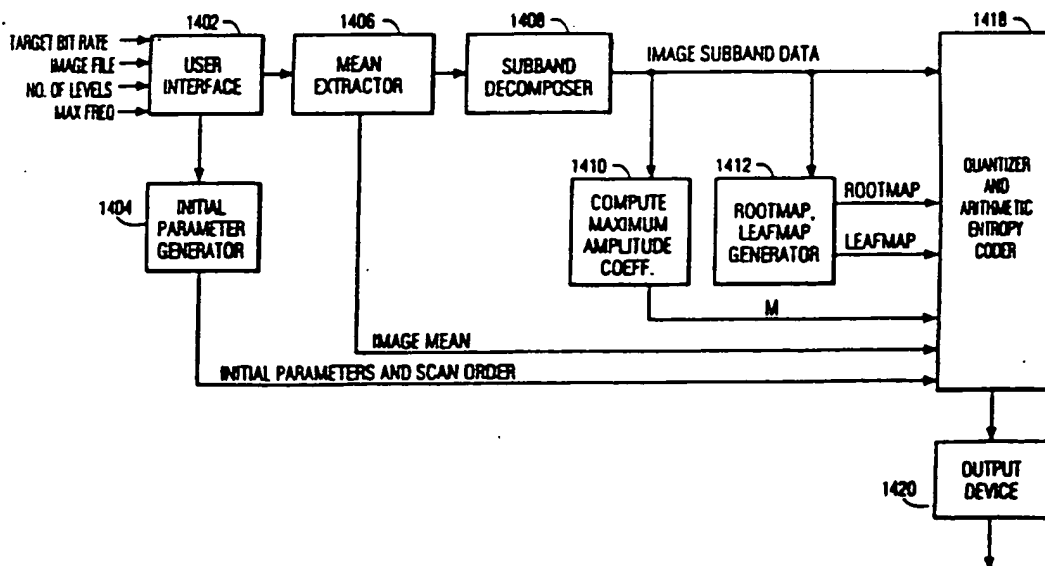 1402
1406
1408
1418
TARGET BIT RATE
IMAGE FILE
NO. OF LEVELS
MAX FREQ
USER
INTERFACE
MEAN
EXTRACTOR
SUBBAND
DECOMPOSER
IMAGE SUBBAND DATA
1404
INITIAL
PARAMETER
GENERATOR
1410
COMPUTE
MAXIMUM
AMPLITUDE
COEFF.
1412
ROOTMAP,
LEAFMAP
GENERATOR
ROOTMAP
LEAFMAP
QUANTIZER
AND
ARITHMETIC
ENTROPY
CODER
M
IMAGE MEAN
INITIAL PARAMETERS AND SCAN ORDER
OUTPUT
DEVICE
1420